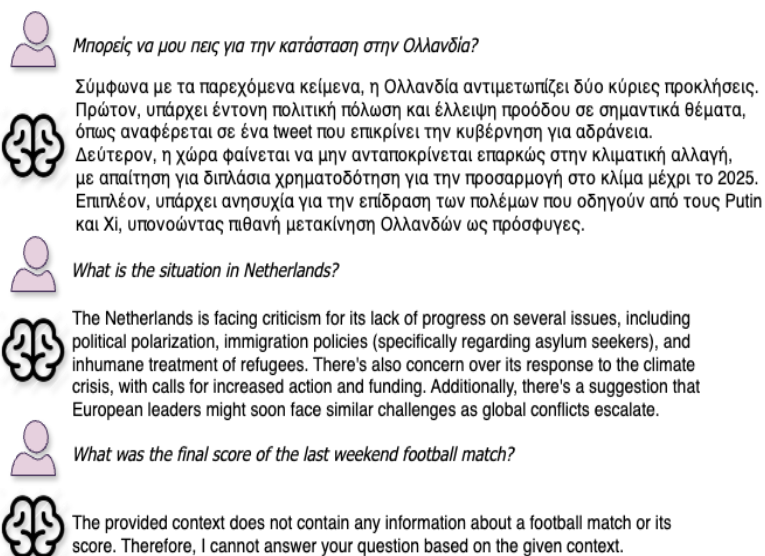 Μπορείς να μου πεις για την κατάσταση στην Ολλανδία?
Σύμφωνα με τα παρεχόμενα κείμενα, η Ολλανδία αντιμετωπίζει δύο κύριες προκλήσεις.
Πρώτον, υπάρχει έντονη πολιτική πόλωση και έλλειψη προόδου σε σημαντικά θέματα,
όπως αναφέρεται σε ένα tweet που επικρίνει την κυβέρνηση για αδράνεια.
Δεύτερον, η χώρα φαίνεται να μην ανταποκρίνεται επαρκώς στην κλιματική αλλαγή,
με απαίτηση για διπλάσια χρηματοδότηση για την προσαρμογή στο κλίμα μέχρι το 2025.
Επιπλέον, υπάρχει ανησυχία για την επίδραση των πολέμων που οδηγούν από τους Putin
και Xi, υπονοώντας πιθανή μετακίνηση Ολλανδών ως πρόσφυγες.
What is the situation in Netherlands?
The Netherlands is facing criticism for its lack of progress on several issues, including
political polarization, immigration policies (specifically regarding asylum seekers), and
inhumane treatment of refugees. There's also concern over its response to the climate
crisis, with calls for increased action and funding. Additionally, there's a suggestion that
European leaders might soon face similar challenges as global conflicts escalate.
What was the final score of the last weekend football match?
The provided context does not contain any information about a football match or its
score. Therefore, I cannot answer your question based on the given context.